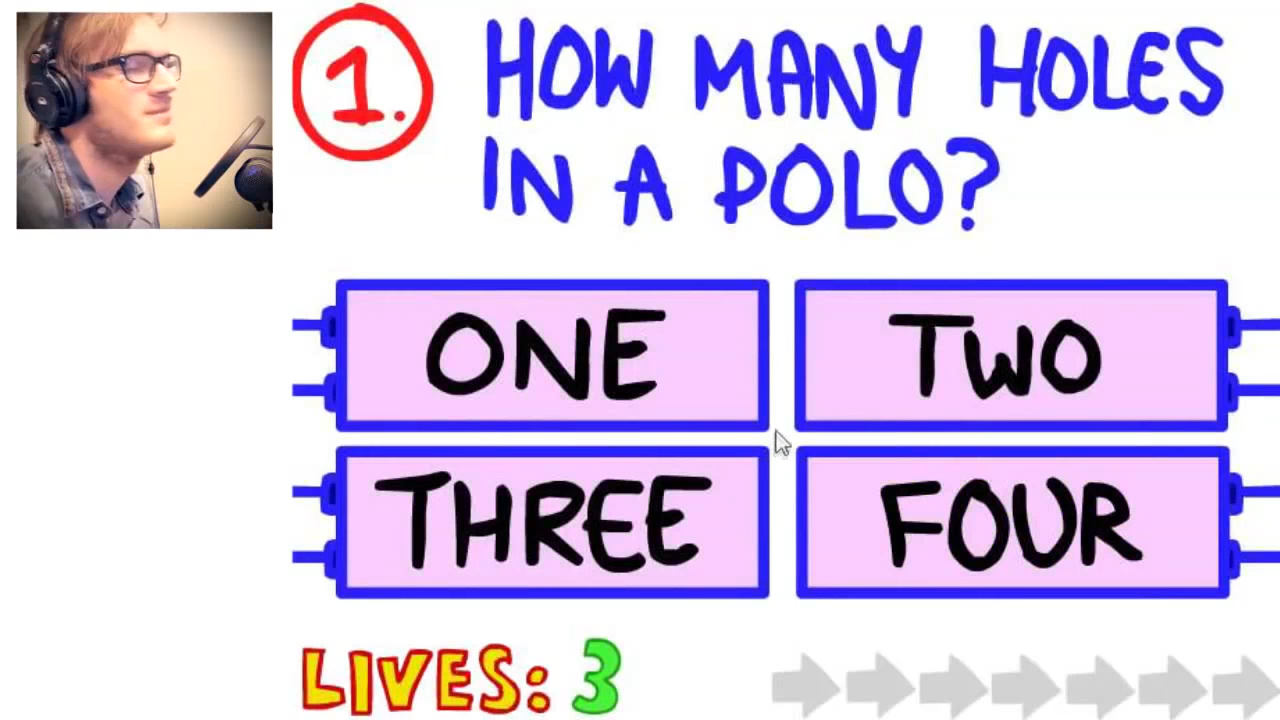 1.
HOW MANY HOLES
IN A POLO?
ONE
TWO
THREE
FOUR
LIVES: 3